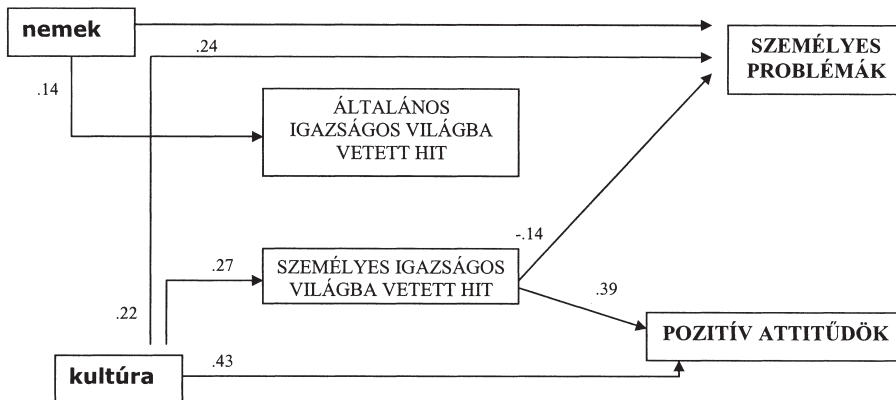 nemek
.24
SZEMÉLYES
PROBLÉMÁK
.14
ÁLTALÁNOS
IGAZSÁGOS VILÁGBA
VETETT HIT
-.14
.27
SZEMÉLYES IGAZSÁGOS
VILÁGBA VETETT HIT
.39
.22
POZITÍV ATTITŰDÖK
kultúra
.43